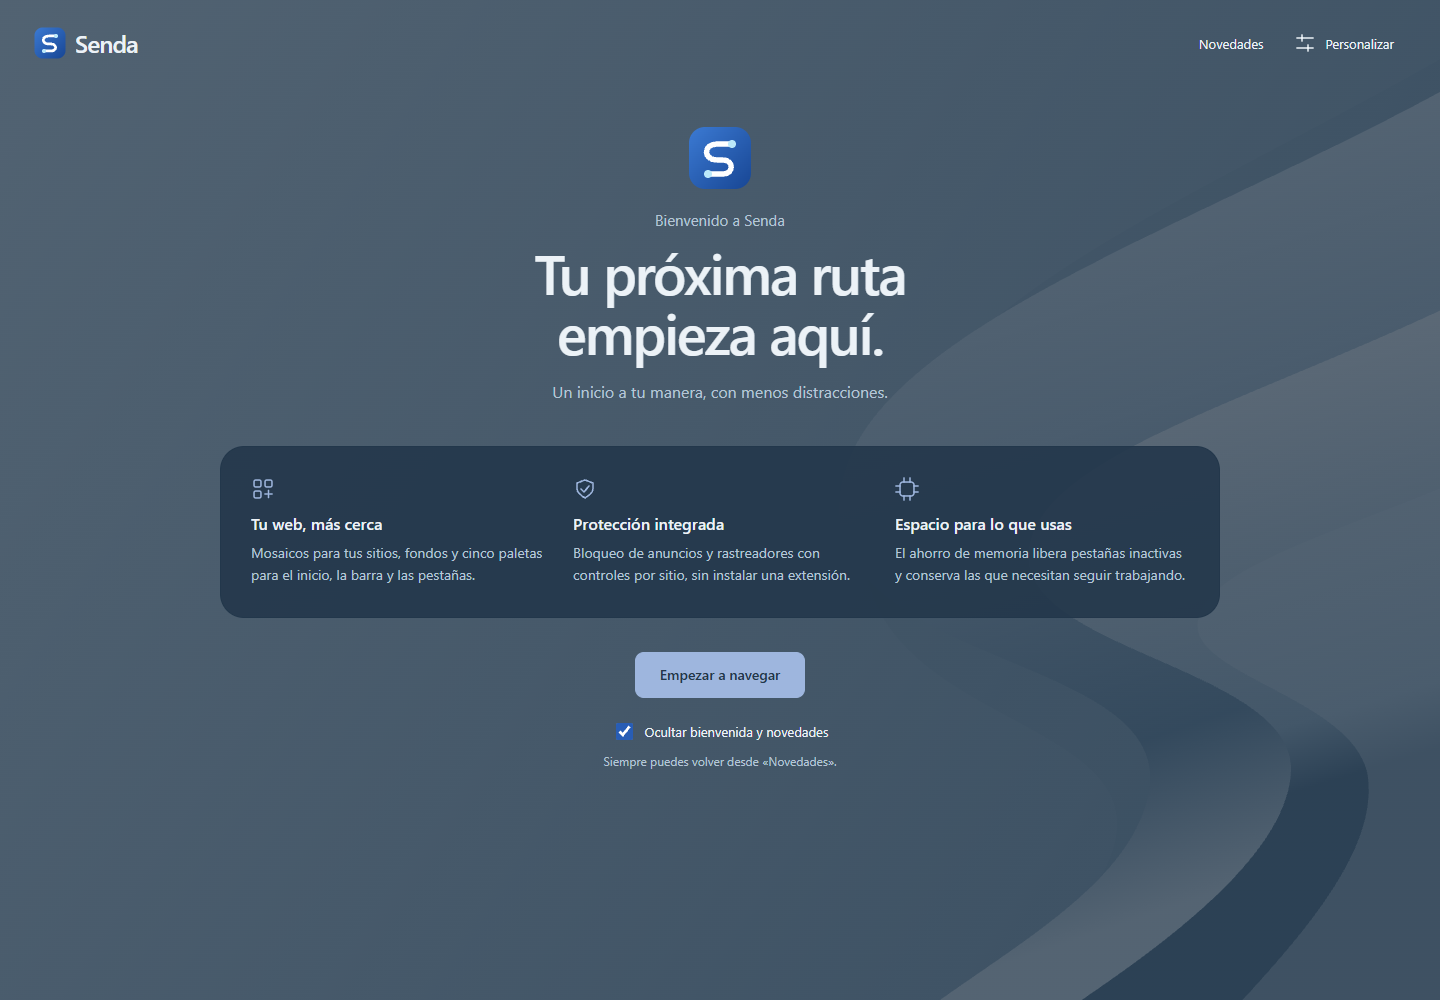 Senda
Novedades
Personalizar
Bienvenido a Senda
Tu próxima ruta
empieza aquí.
Un inicio a tu manera, con menos distracciones.
Tu web, más cerca
Mosaicos para tus sitios, fondos y cinco paletas
para el inicio, la barra y las pestañas.
Protección integrada
Bloqueo de anuncios y rastreadores con
controles por sitio, sin instalar una extensión.
Espacio para lo que usas
El ahorro de memoria libera pestañas inactivas
y conserva las que necesitan seguir trabajando.
Empezar a navegar
Ocultar bienvenida y novedades
Siempre puedes volver desde «Novedades».